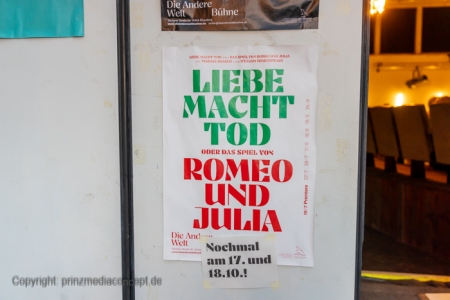 Die Andere
Welt Bühne
LIEBE
MACHT
TOD
ODER DAS SPIEL VON
ROMEO
UND
JULIA
Die Andere
Welt
Nochmal
am 17. und
18.10.!
Copyright: prinzmediaconcept.de